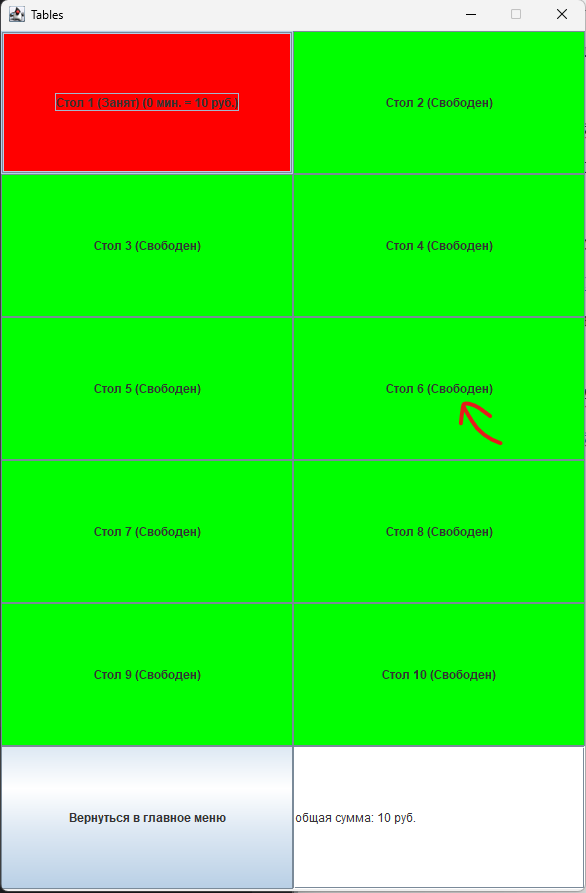 Tables
Стол 1 (Занят) (0 мин. - 10 руб.)
Стол 2 (Свободен)
Стол 3 (Свободен)
Стол 4 (Свободен)
Стол 5 (Свободен)
Стол 6 (Свободен)
Стол 7 (Свободен)
Стол 8 (Свободен)
Стол 9 (Свободен)
Стол 10 (Свободен)
Вернуться в главное меню
общая сумма: 10 руб.